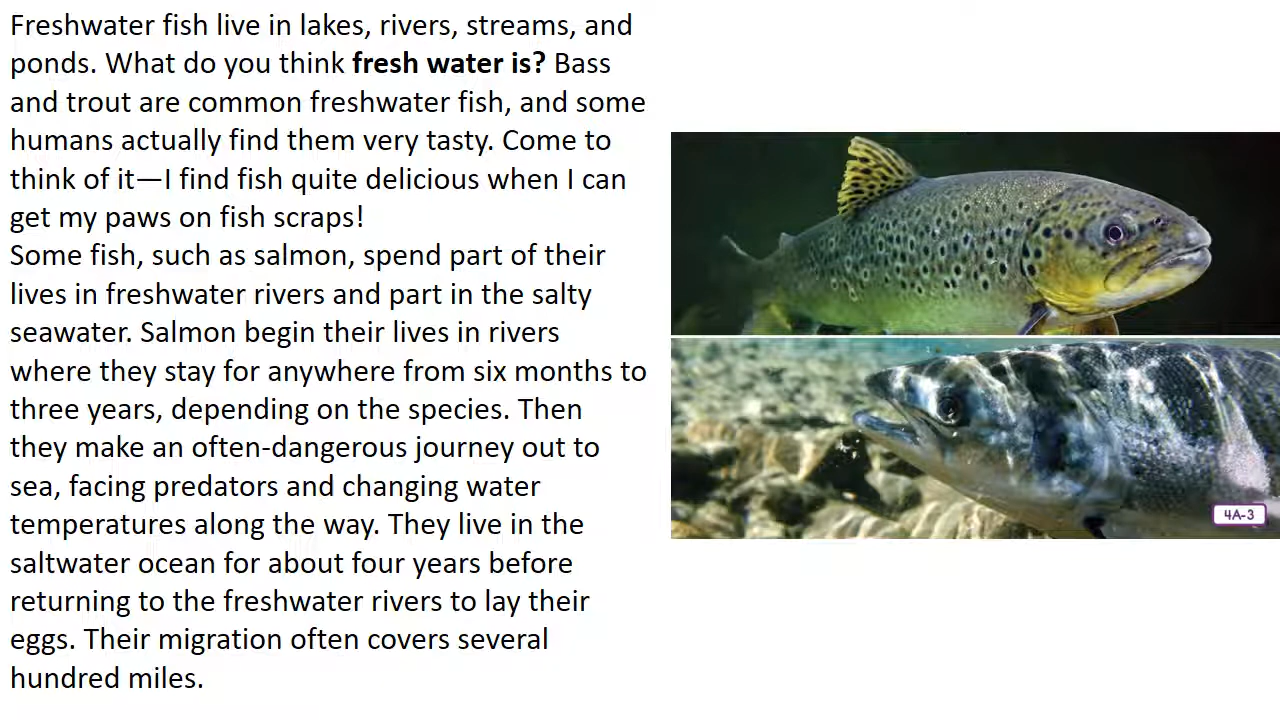 Freshwater fish live in lakes, rivers, streams, and
ponds. What do you think fresh water is? Bass
and trout are common freshwater fish, and some
humans actually find them very tasty. Come to
think of it—I find fish quite delicious when I can
get my paws on fish scraps!
Some fish, such as salmon, spend part of their
lives in freshwater rivers and part in the salty
seawater. Salmon begin their lives in rivers
where they stay for anywhere from six months to
three years, depending on the species. Then
they make an often-dangerous journey out to
sea, facing predators and changing water
temperatures along the way. They live in the
saltwater ocean for about four years before
returning to the freshwater rivers to lay their
eggs. Their migration often covers several
hundred miles.
4A-3